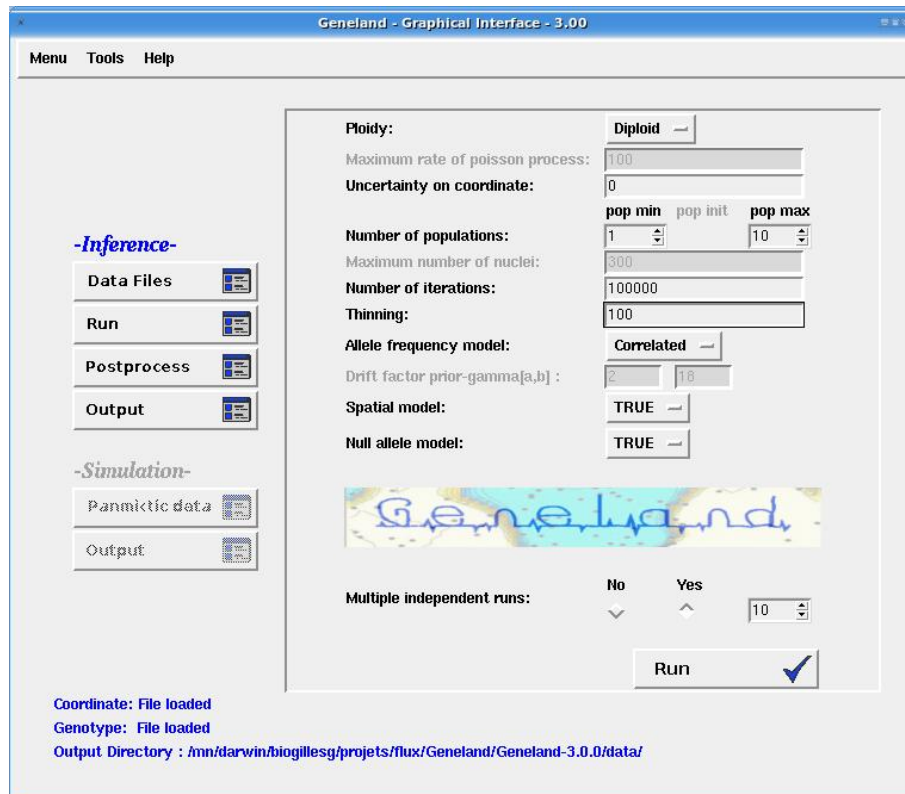 Geneland - Graphical Interface - 3.00
Menu Tools Help
Ploidy: Diploid
Maximum rate of poisson process: 100
Uncertainty on coordinate: 0
pop min pop init pop max
Number of populations: 1 10
Maximum number of nuclei: 300
Number of iterations: 100000
Thinning: 100
Allele frequency model: Correlated
Drift factor prior-gamma[a,b] : 2 18
Spatial model: TRUE
Null allele model: TRUE
-Inference-
Data Files
Run
Postprocess
Output
-Simulation-
Panmictic data
Output
Geneland
No Yes
Multiple independent runs: 10
Run
Coordinate: File loaded
Genotype: File loaded
Output Directory : /mn/darwin/biogillesg/projets/flux/Geneland/Geneland-3.0.0/data/